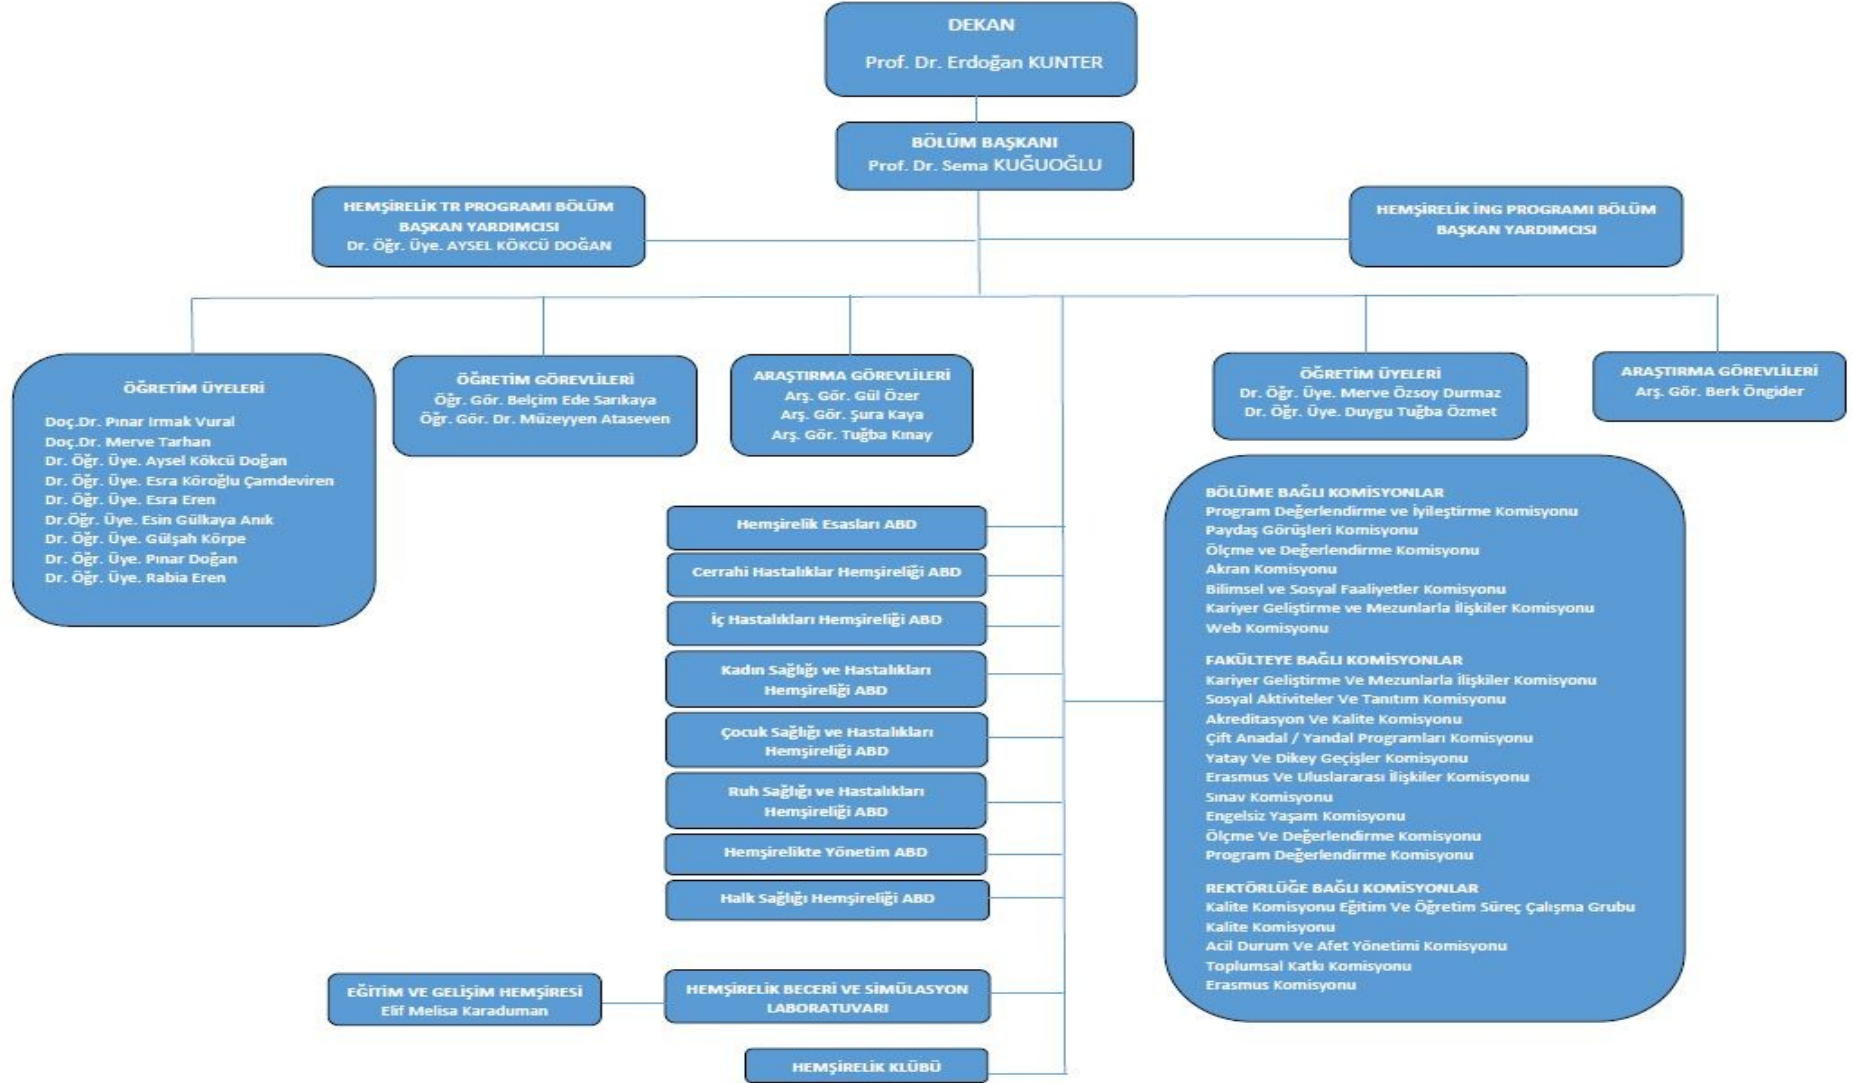 DEKAN
Prof. Dr. Erdoğan KUNTER
BÖLÜM BAŞKANI
Prof. Dr. Sema KUĞUOĞLU
HEMŞİRELİK TR PROGRAMI BÖLÜM
BAŞKAN YARDIMCISI
Dr. Öğr. Üye. AYSEL KÖKCÜ DOĞAN
HEMŞİRELİK İNG PROGRAMI BÖLÜM
BAŞKAN YARDIMCISI
ÖĞRETİM ÜYELERİ
Doç.Dr. Pınar Irmak Vural
Doç.Dr. Merve Tarhan
Dr. Öğr. Üye. Aysel Kökcü Doğan
Dr. Öğr. Üye. Esra Köroğlu Çamdeviren
Dr. Öğr. Üye. Esra Eren
Dr.Öğr. Üye. Esin Gülkaya Anık
Dr. Öğr. Üye. Gülşah Körpe
Dr. Öğr. Üye. Pınar Doğan
Dr. Öğr. Üye. Rabia Eren
ÖĞRETİM GÖREVLİLERİ
Öğr. Gör. Belçim Ede Sarıkaya
Öğr. Gör. Dr. Müzeyyen Ataseven
ARAŞTIRMA GÖREVLİLERİ
Arş. Gör. Gül Özer
Arş. Gör. Şura Kaya
Arş. Gör. Tuğba Kınay
ÖĞRETİM ÜYELERİ
Dr. Öğr. Üye. Merve Özsoy Durmaz
Dr. Öğr. Üye. Duygu Tuğba Özmet
ARAŞTIRMA GÖREVLİLERİ
Arş. Gör. Berk Öngider
Hemşirelik Esasları ABD
Cerrahi Hastalıklar Hemşireliği ABD
İç Hastalıkları Hemşireliği ABD
Kadın Sağlığı ve Hastalıkları
Hemşireliği ABD
Çocuk Sağlığı ve Hastalıkları
Hemşireliği ABD
Ruh Sağlığı ve Hastalıkları
Hemşireliği ABD
Hemşirelikte Yönetim ABD
Halk Sağlığı Hemşireliği ABD
EĞİTİM VE GELİŞİM HEMŞİRESİ
Elif Melisa Karaduman
HEMŞİRELİK BECERİ VE SİMÜLASYON
LABORATUVARI
HEMŞİRELİK KLÜBÜ
BÖLÜME BAĞLI KOMİSYONLAR
Program Değerlendirme ve İyileştirme Komisyonu
Paydaş Görüşleri Komisyonu
Ölçme ve Değerlendirme Komisyonu
Akran Komisyonu
Bilimsel ve Sosyal Faaliyetler Komisyonu
Kariyer Geliştirme ve Mezunlarla İlişkiler Komisyonu
Web Komisyonu
FAKÜLTEYE BAĞLI KOMİSYONLAR
Kariyer Geliştirme Ve Mezunlarla İlişkiler Komisyonu
Sosyal Aktiviteler Ve Tanıtım Komisyonu
Akreditasyon Ve Kalite Komisyonu
Çift Anadal / Yandal Programları Komisyonu
Yatay Ve Dikey Geçişler Komisyonu
Erasmus Ve Uluslararası İlişkiler Komisyonu
Sınav Komisyonu
Engelsiz Yaşam Komisyonu
Ölçme Ve Değerlendirme Komisyonu
Program Değerlendirme Komisyonu
REKTÖRLÜĞE BAĞLI KOMİSYONLAR
Kalite Komisyonu Eğitim Ve Öğretim Süreç Çalışma Grubu
Kalite Komisyonu
Acil Durum Ve Afet Yönetimi Komisyonu
Toplumsal Katkı Komisyonu
Erasmus Komisyonu